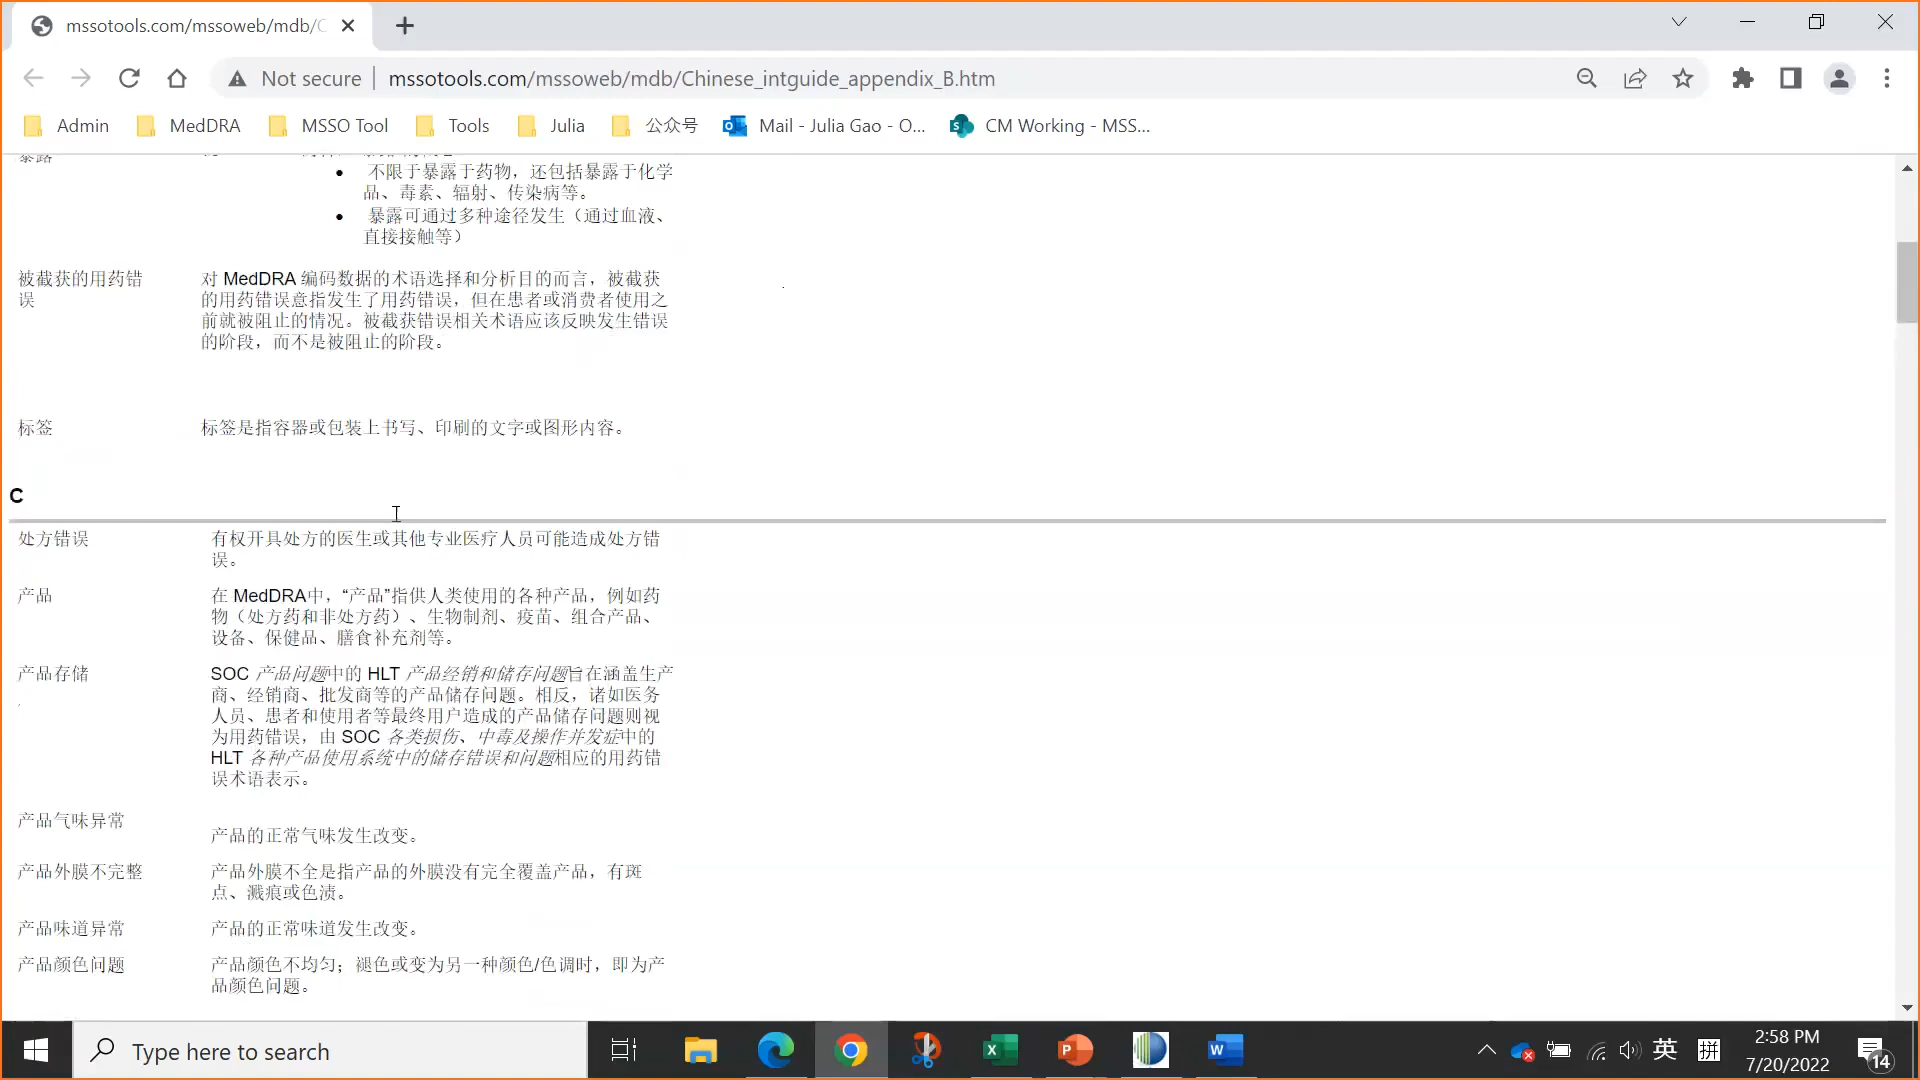 mssotools.com/mssoweb/mdb/C
Not secure
mssotools.com/mssoweb/mdb/Chinese_intguide_appendix_B.htm
Admin
MedDRA
MSSO Tool
Tools
Julia
公众号
Mail - Julia Gao - O...
CM Working - MSS...
暴露
不限于暴露于药物，还包括暴露于化学
品、毒素、辐射、传染病等。
暴露可通过多种途径发生（通过血液、
直接接触等）
被截获的用药错
误
对 MedDRA 编码数据的术语选择和分析目的而言，被截获
的用药错误意指发生了用药错误，但在患者或消费者使用之
前就被阻止的情况。被截获错误相关术语应该反映发生错误
的阶段，而不是被阻止的阶段。
标签
标签是指容器或包装上书写、印刷的文字或图形内容。
C
处方错误
有权开具处方的医生或其他专业医疗人员可能造成处方错
误。
产品
在 MedDRA中，“产品”指供人类使用的各种产品，例如药
物（处方药和非处方药）、生物制剂、疫苗、组合产品、
设备、保健品、膳食补充剂等。
产品存储
SOC 产品问题中的 HLT 产品经销和储存问题旨在涵盖生产
商、经销商、批发商等的产品储存问题。相反，诸如医务
人员、患者和使用者等最终用户造成的产品储存问题则视
为用药错误，由 SOC 各类损伤、中毒及操作并发症中的
HLT 各种产品使用系统中的储存错误和问题相应的用药错
误术语表示。
产品气味异常
产品的正常气味发生改变。
产品外膜不完整
产品外膜不全是指产品的外膜没有完全覆盖产品，有斑
点、溅痕或色渍。
产品味道异常
产品的正常味道发生改变。
产品颜色问题
产品颜色不均匀；褪色或变为另一种颜色/色调时，即为产
品颜色问题。
Type here to search
英
拼
2:58 PM
7/20/2022
14